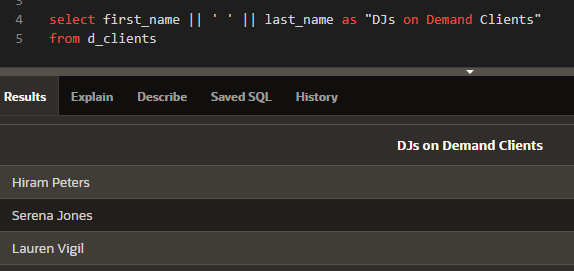 3
4 select first_name || ' ' || last_name as "DJs on Demand Clients"
5 from d_clients
Results Explain Describe Saved SQL History
DJs on Demand Clients
Hiram Peters
Serena Jones
Lauren Vigil